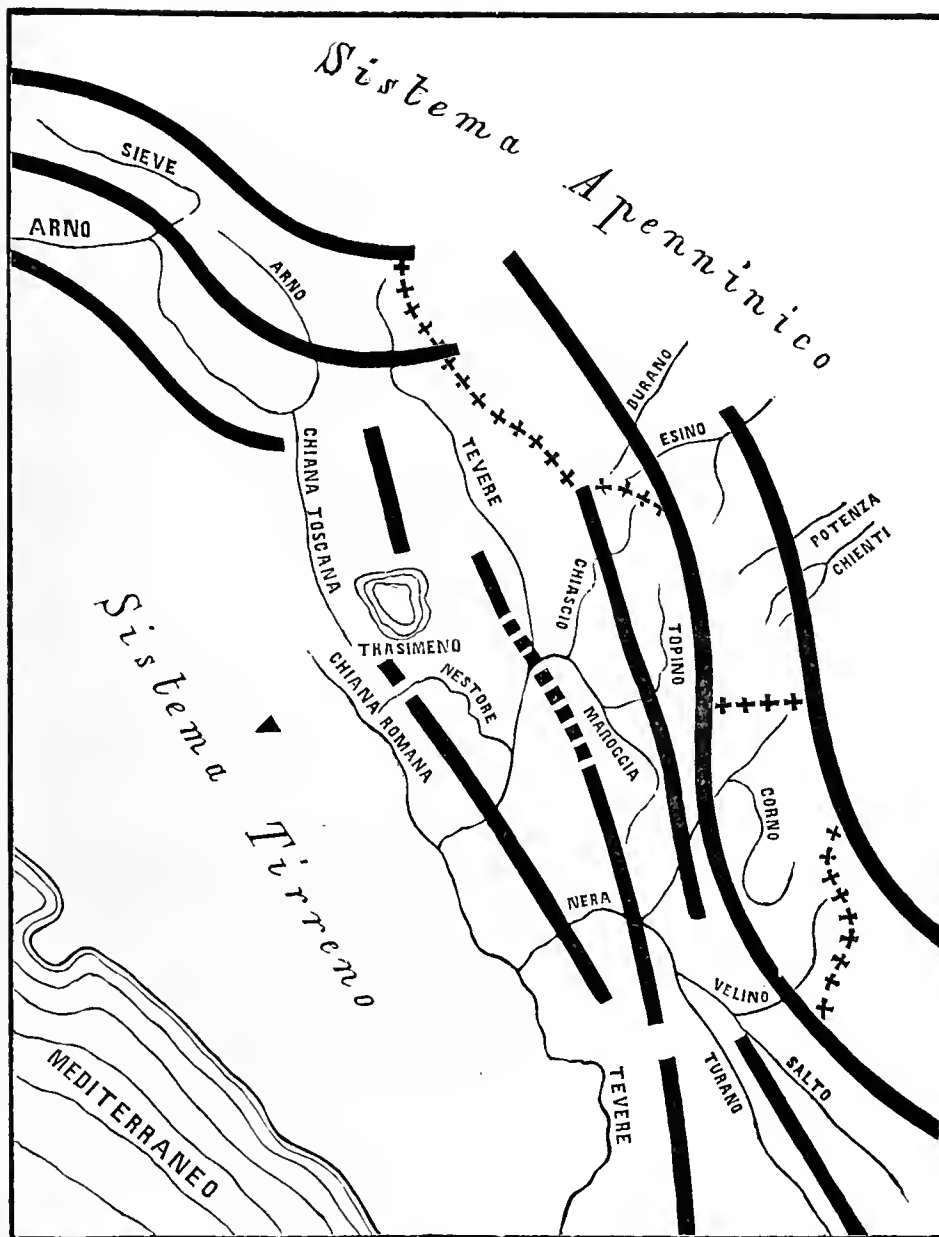 Sistema Apenninico
SIEVE
ARNO
ARNO
BURANO
ESINO
TEVERE
CHIANA TOSCANA
POTENZA
CHIENTI
CHIASCIO
TOPINO
TRASIMENO
NESTORE
CHIANA ROMANA
MAROGGIA
Sistema Tirreno
CORNO
NERA
VELINO
SALTO
TURANO
TEVERE
MEDITERRANEO